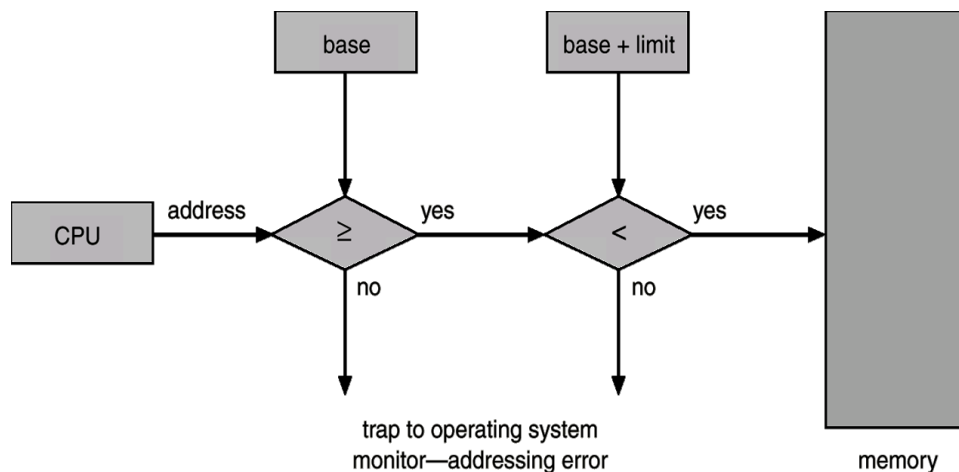 base
base + limit
CPU
address
≥
yes
<
yes
no
no
trap to operating system
monitor—addressing error
memory